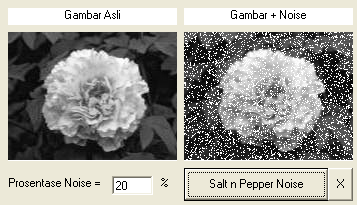 Gambar Asli
Gambar + Noise
Prosentase Noise = 20 %
Salt n Pepper Noise
X